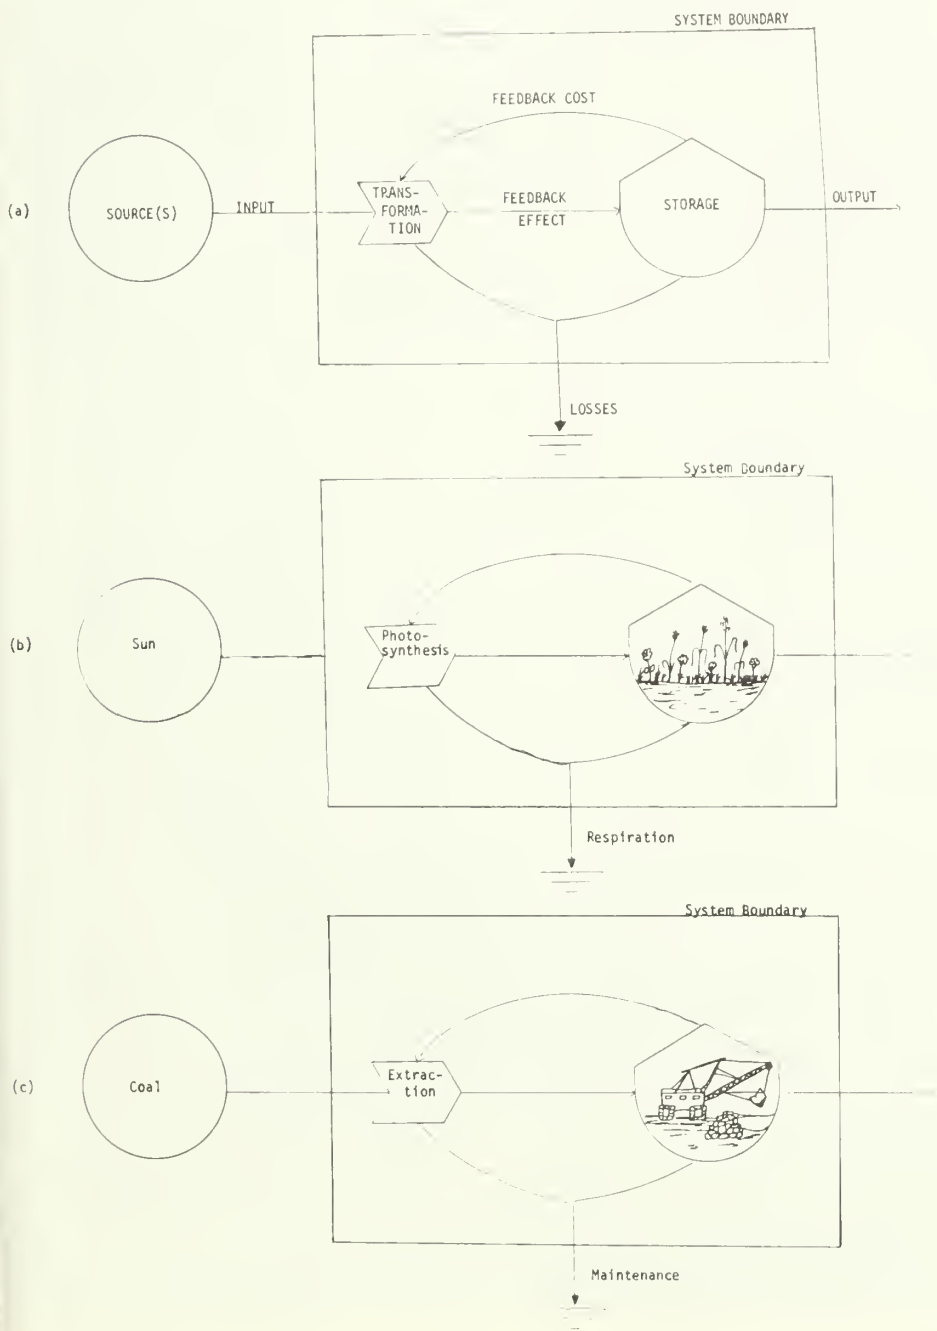 SYSTEM BOUNDARY
FEEDBACK COST
(a)
SOURCE(S)
INPUT
TRANS-
FORMA-
TION
FEEDBACK
EFFECT
STORAGE
OUTPUT
LOSSES
System Boundary
(b)
Sun
Photo-
synthesis
Respiration
System Boundary
(c)
Coal
Extrac-
tion
Maintenance